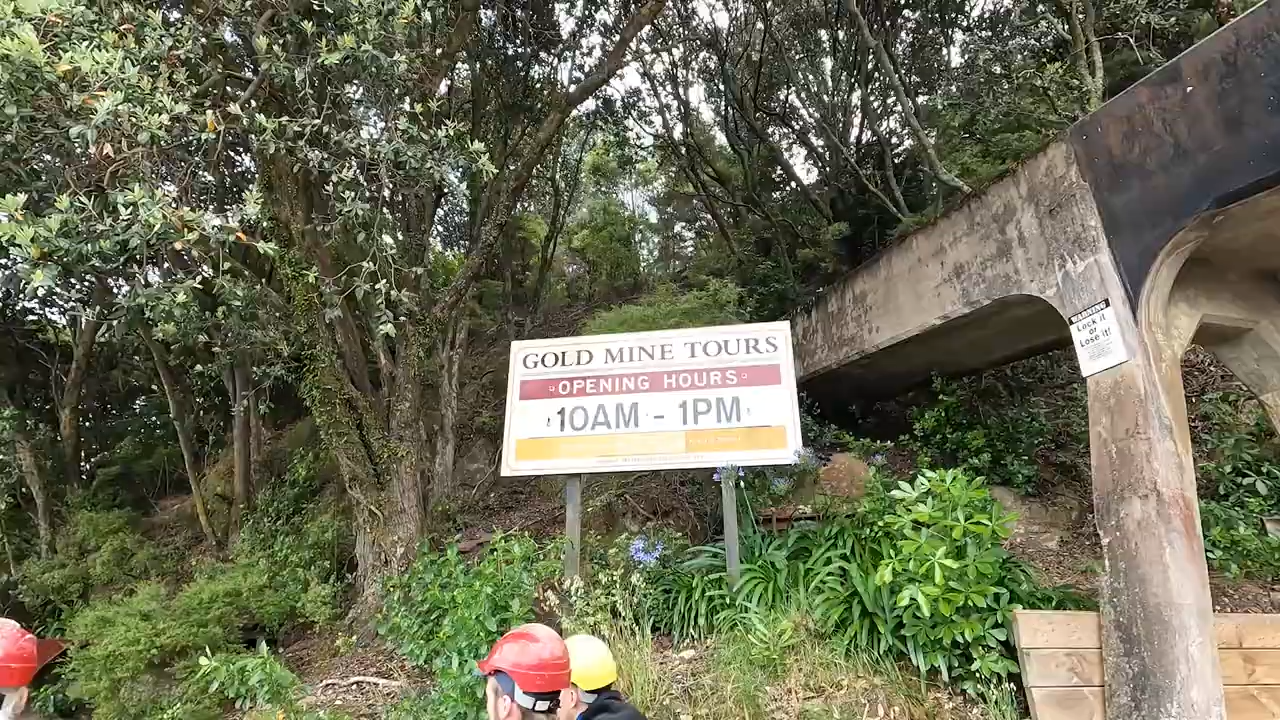 GOLD MINE TOURS
OPENING HOURS
10AM - 1PM
WARNING
Lock it
or
Lose it!